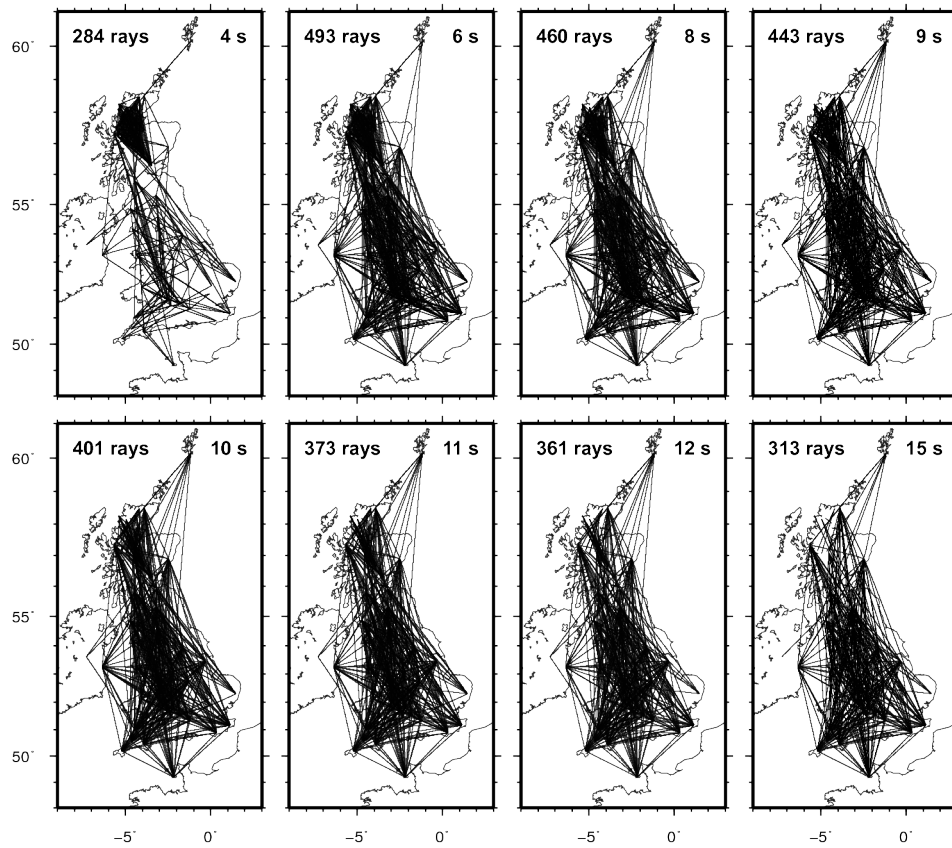 284 rays 4 s
493 rays 6 s
460 rays 8 s
443 rays 9 s
60°
55°
50°
401 rays 10 s
373 rays 11 s
361 rays 12 s
313 rays 15 s
60°
55°
50°
−5° 0°
−5° 0°
−5° 0°
−5° 0°